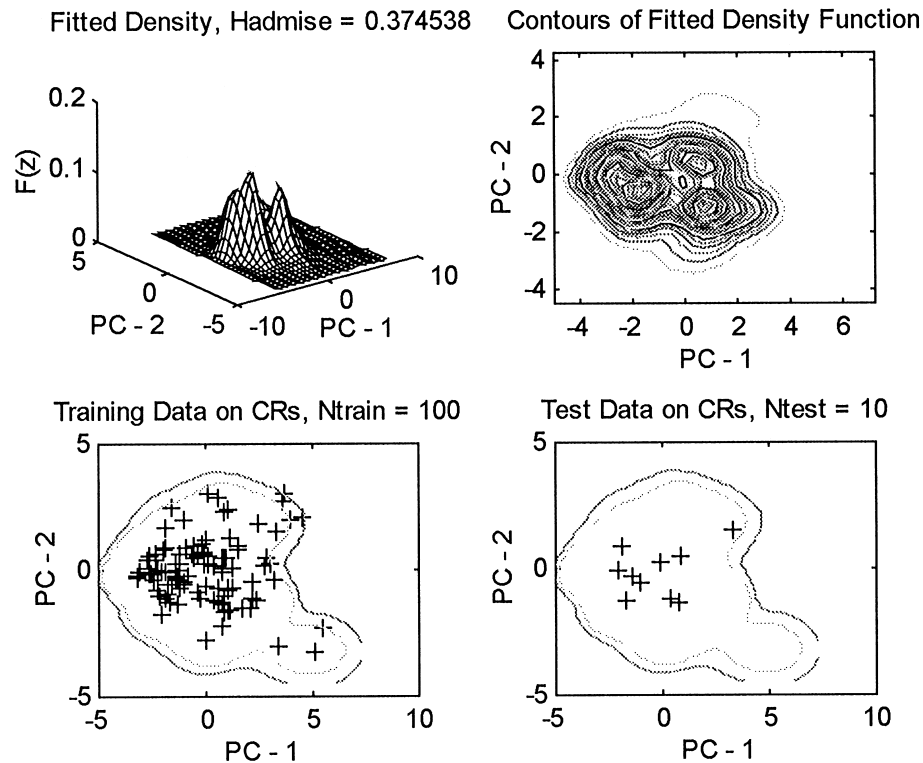 Fitted Density, Hadmise = 0.374538
0.2
0.1
0
F(z)
5
0
-5
PC - 2
-10
0
10
PC - 1
Contours of Fitted Density Function
4
2
0
-2
-4
PC - 2
-4 -2 0 2 4 6
PC - 1
Training Data on CRs, Ntrain = 100
5
0
-5
PC - 2
-5 0 5 10
PC - 1
Test Data on CRs, Ntest = 10
5
0
-5
PC - 2
-5 0 5 10
PC - 1